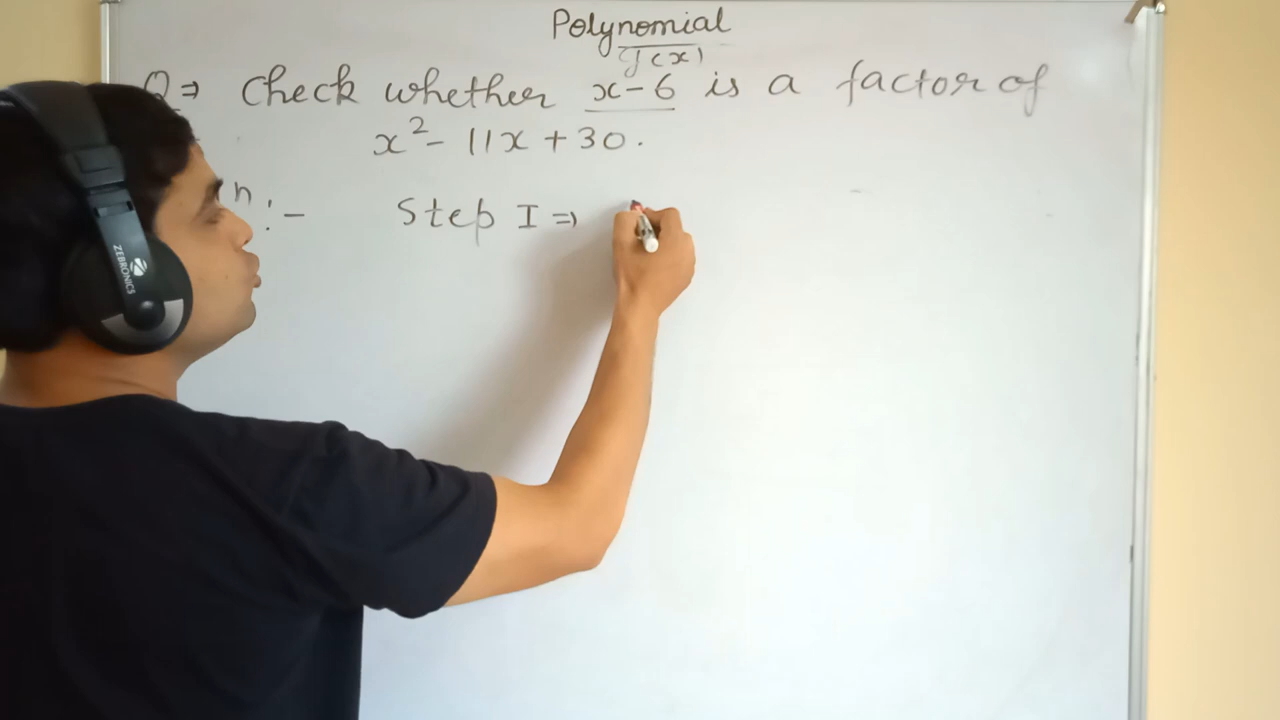 Polynomial
g(x)
Q⇒ Check whether x-6 is a factor of
x²- 11x + 30.
n :- Step I ⇒
ZEBRONICS